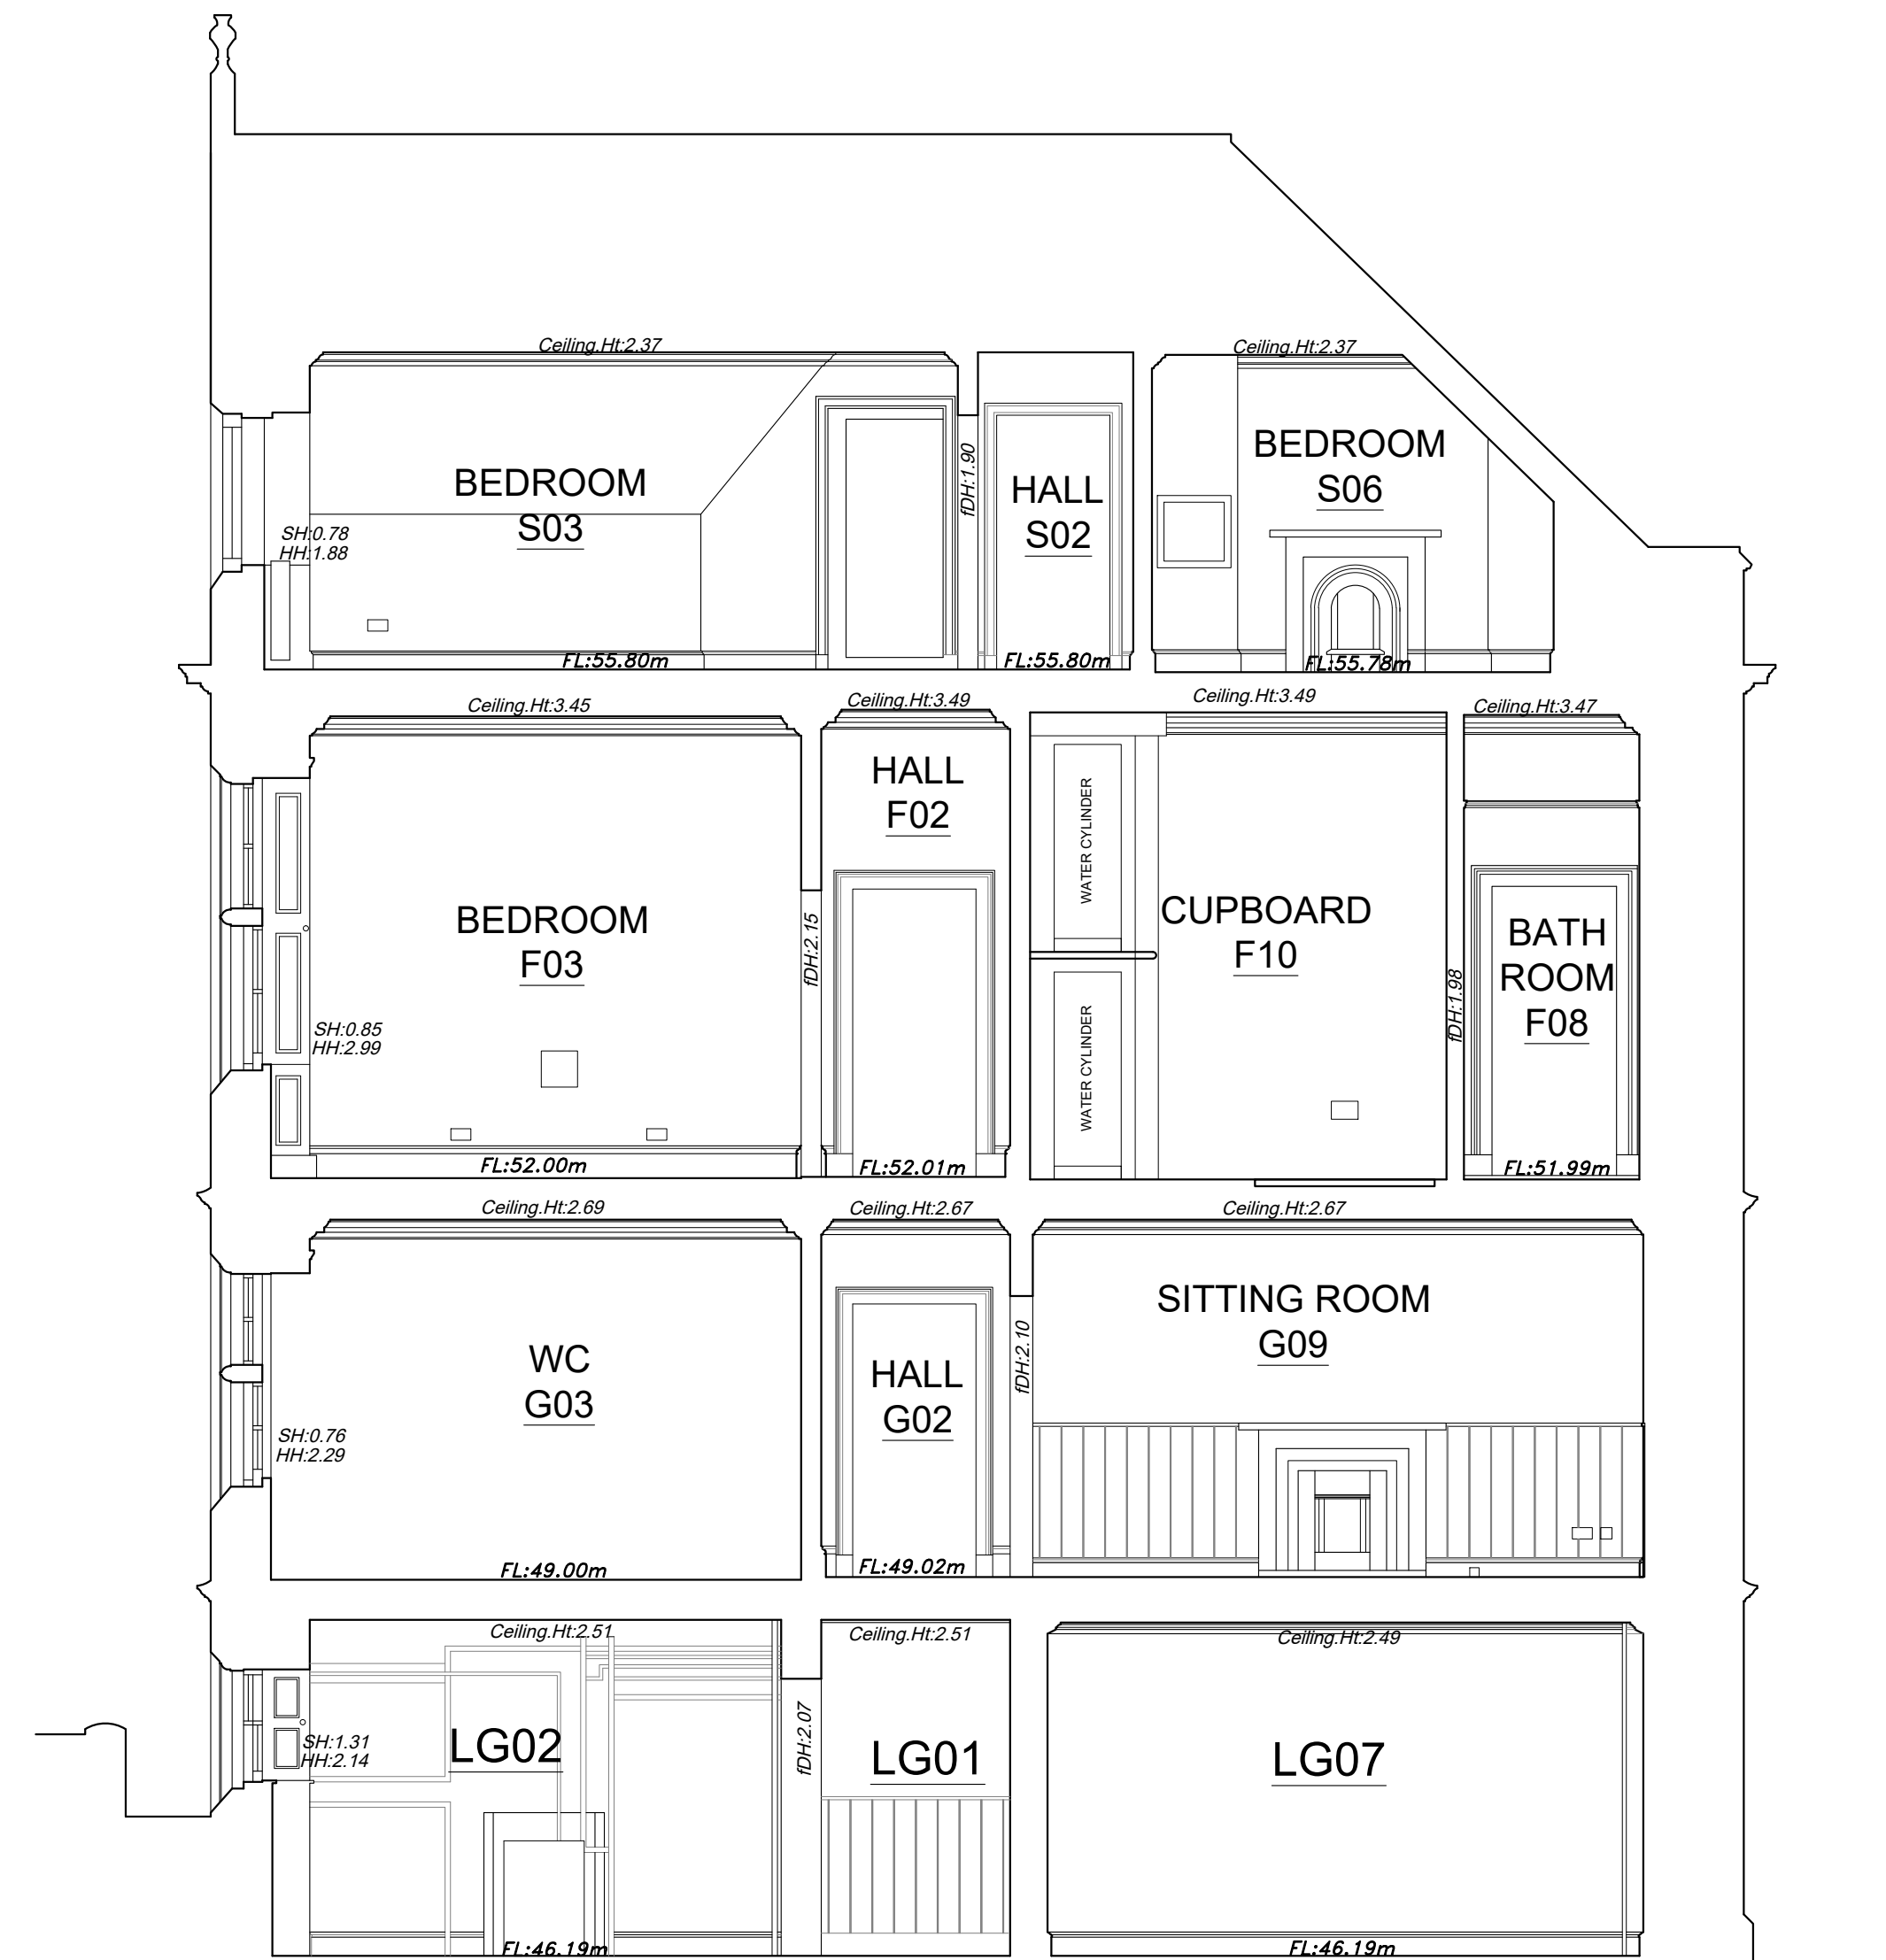 Ceiling.Ht:2.37
Ceiling.Ht:2.37
BEDROOM
S03
SH:0.78
HH:1.88
fDH:1.90
HALL
S02
BEDROOM
S06
FL:55.80m
FL:55.80m
FL:55.78m
Ceiling.Ht:3.45
Ceiling.Ht:3.49
Ceiling.Ht:3.49
Ceiling.Ht:3.47
BEDROOM
F03
SH:0.85
HH:2.99
fDH:2.15
HALL
F02
WATER CYLINDER
WATER CYLINDER
CUPBOARD
F10
fDH:1.98
BATH
ROOM
F08
FL:52.00m
FL:52.01m
FL:51.99m
Ceiling.Ht:2.69
Ceiling.Ht:2.67
Ceiling.Ht:2.67
WC
G03
SH:0.76
HH:2.29
HALL
G02
fDH:2.10
SITTING ROOM
G09
FL:49.00m
FL:49.02m
Ceiling.Ht:2.51
Ceiling.Ht:2.51
Ceiling.Ht:2.49
LG02
SH:1.31
HH:2.14
fDH:2.07
LG01
LG07
FL:46.19m
FL:46.19m